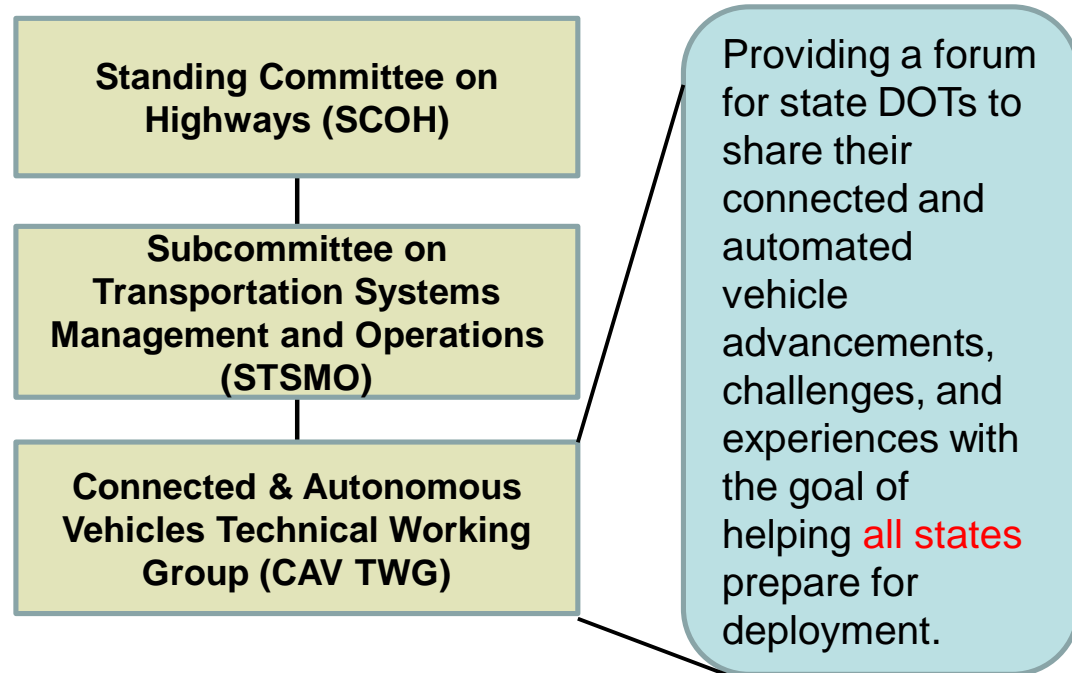 Standing Committee on
Highways (SCOH)
Subcommittee on
Transportation Systems
Management and Operations
(STSMO)
Connected & Autonomous
Vehicles Technical Working
Group (CAV TWG)
Providing a forum
for state DOTs to
share their
connected and
automated
vehicle
advancements,
challenges, and
experiences with
the goal of
helping all states
prepare for
deployment.